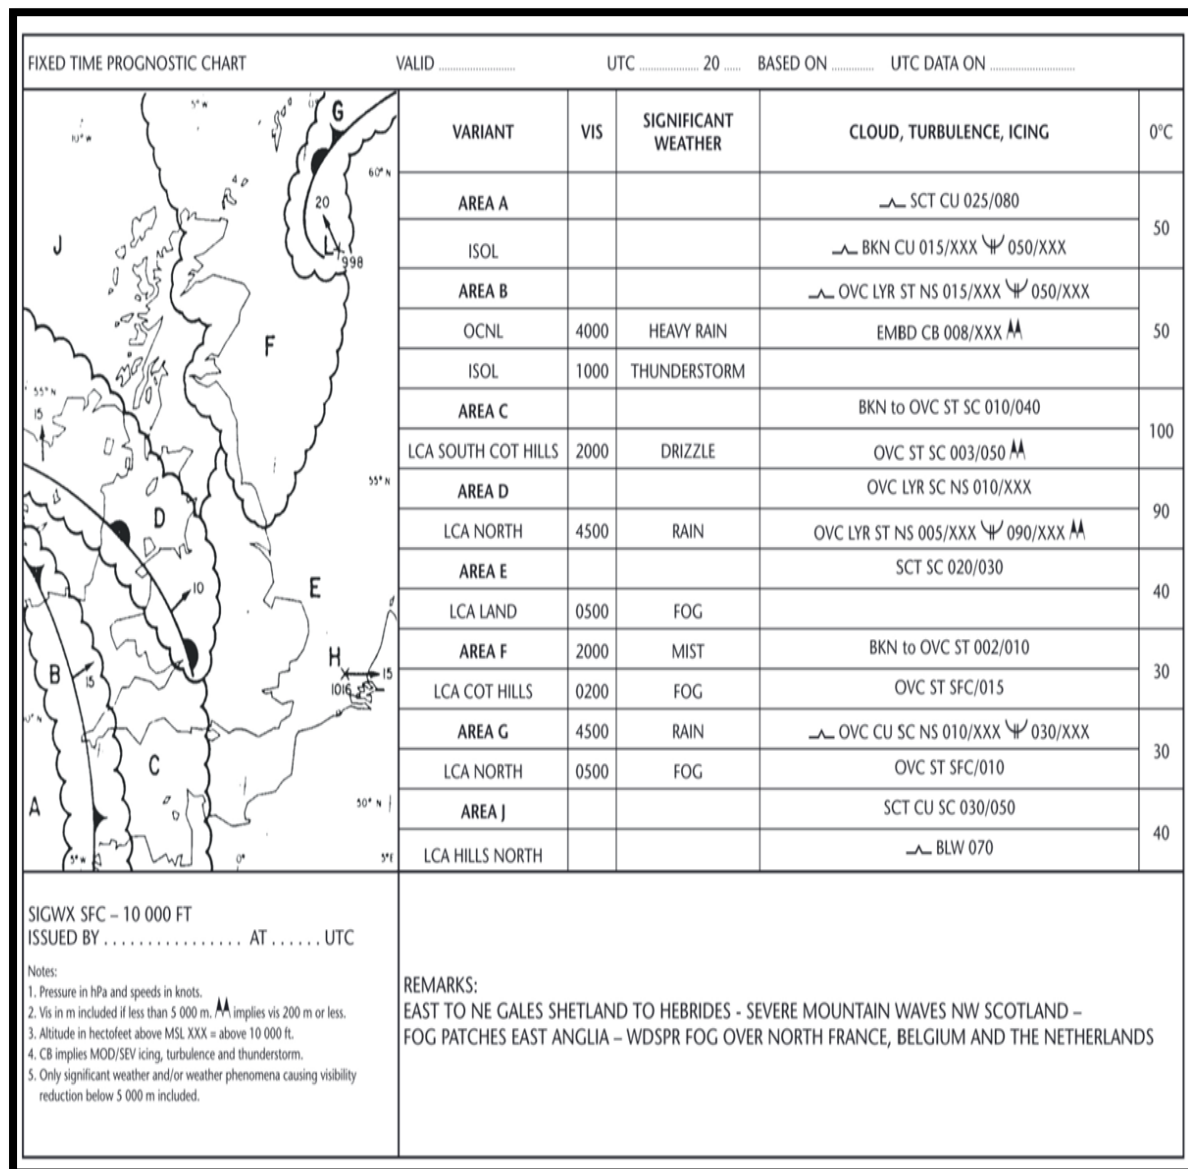 FIXED TIME PROGNOSTIC CHART VALID .................... UTC ................ 20 ..... BASED ON ........... UTC DATA ON ......................
VARIANT VIS SIGNIFICANT WEATHER CLOUD, TURBULENCE, ICING 0°C
AREA A SCT CU 025/080 50
ISOL BKN CU 015/XXX 050/XXX
AREA B OVC LYR ST NS 015/XXX 050/XXX 50
OCNL 4000 HEAVY RAIN EMBD CB 008/XXX
ISOL 1000 THUNDERSTORM
AREA C BKN to OVC ST SC 010/040 100
LCA SOUTH COT HILLS 2000 DRIZZLE OVC ST SC 003/050
AREA D OVC LYR SC NS 010/XXX 90
LCA NORTH 4500 RAIN OVC LYR ST NS 005/XXX 090/XXX
AREA E SCT SC 020/030 40
LCA LAND 0500 FOG
AREA F 2000 MIST BKN to OVC ST 002/010 30
LCA COT HILLS 0200 FOG OVC ST SFC/015
AREA G 4500 RAIN OVC CU SC NS 010/XXX 030/XXX 30
LCA NORTH 0500 FOG OVC ST SFC/010
AREA J SCT CU SC 030/050 40
LCA HILLS NORTH BLW 070
5°W 0° G
10°W
60°N
20
J
L 998
F
55°N
15
55°N
D
10
E
B
15
H
15
1016
C
A
50°N
5°W 0° 5°E
SIGWX SFC – 10 000 FT
ISSUED BY . . . . . . . . . . . . . . . . AT . . . . . . UTC
Notes:
1. Pressure in hPa and speeds in knots.
2. Vis in m included if less than 5 000 m. implies vis 200 m or less.
3. Altitude in hectofeet above MSL XXX = above 10 000 ft.
4. CB implies MOD/SEV icing, turbulence and thunderstorm.
5. Only significant weather and/or weather phenomena causing visibility
reduction below 5 000 m included.
REMARKS:
EAST TO NE GALES SHETLAND TO HEBRIDES - SEVERE MOUNTAIN WAVES NW SCOTLAND –
FOG PATCHES EAST ANGLIA – WDSPR FOG OVER NORTH FRANCE, BELGIUM AND THE NETHERLANDS